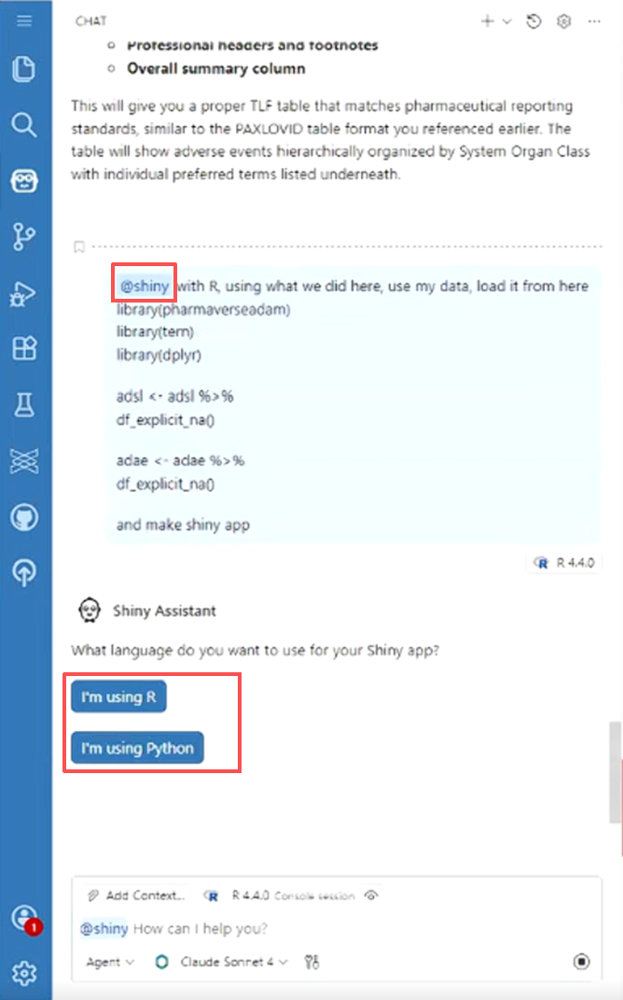 CHAT
Professional headers and footnotes
Overall summary column
This will give you a proper TLF table that matches pharmaceutical reporting
standards, similar to the PAXLOVID table format you referenced earlier. The
table will show adverse events hierarchically organized by System Organ Class
with individual preferred terms listed underneath.
@shiny with R, using what we did here, use my data, load it from here
library(pharmaverseadam)
library(tern)
library(dplyr)
adsl <- adsl %>%
df_explicit_na()
adae <- adae %>%
df_explicit_na()
and make shiny app
R R 4.4.0
Shiny Assistant
What language do you want to use for your Shiny app?
I'm using R
I'm using Python
Add Context... R R 4.4.0 Console session
@shiny How can I help you?
1
Agent Claude Sonnet 4